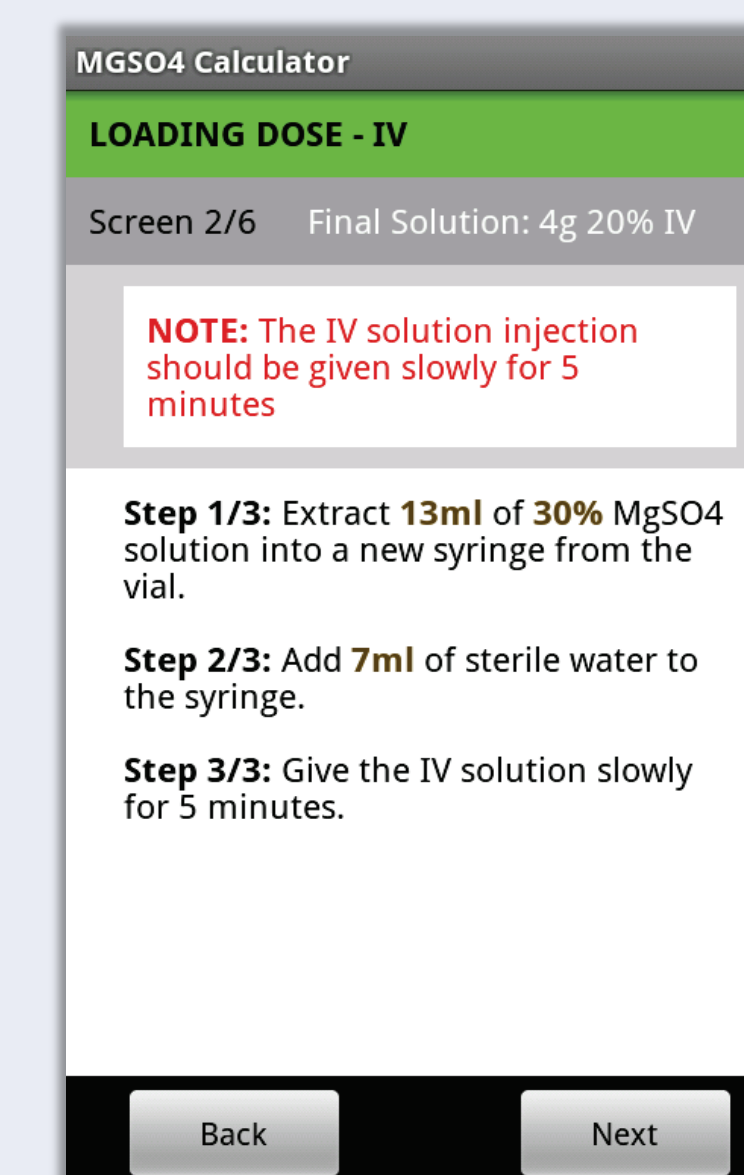 MGSO4 Calculator
LOADING DOSE - IV
Screen 2/6 Final Solution: 4g 20% IV
NOTE: The IV solution injection
should be given slowly for 5
minutes
Step 1/3: Extract 13ml of 30% MgSO4
solution into a new syringe from the
vial.
Step 2/3: Add 7ml of sterile water to
the syringe.
Step 3/3: Give the IV solution slowly
for 5 minutes.
Back Next